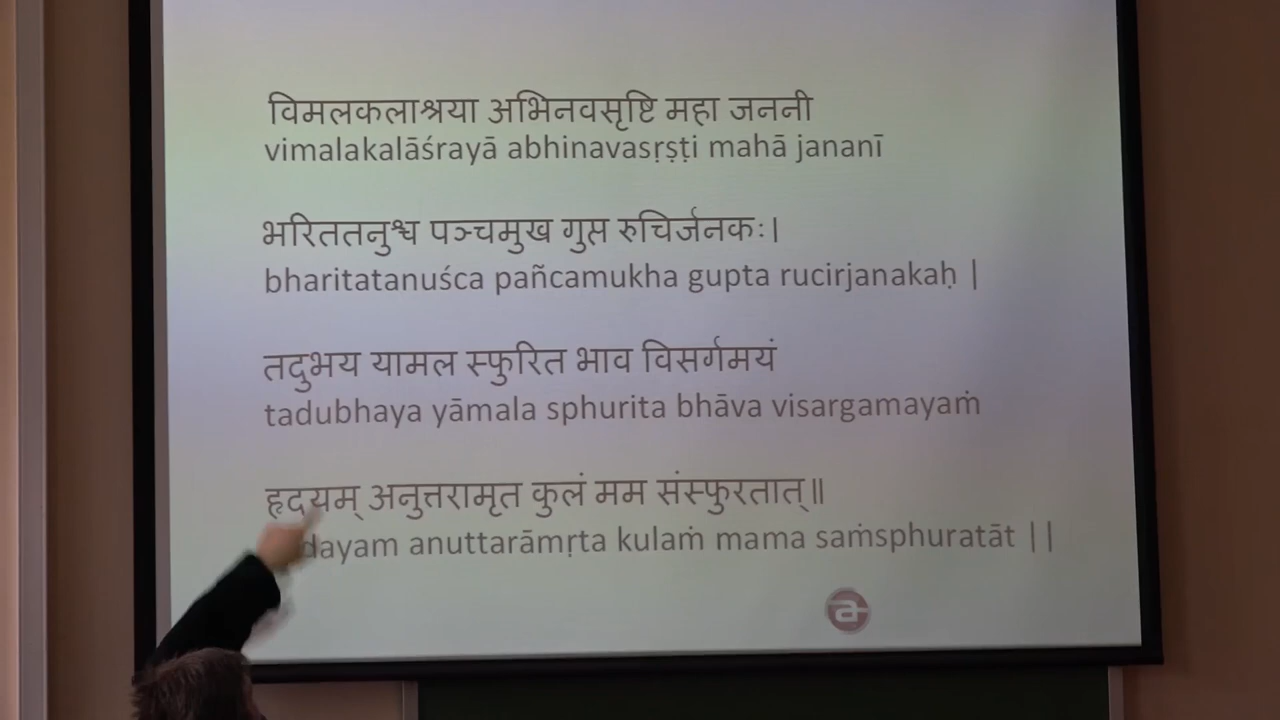 विमलकलाश्रया अभिनवसृष्टि महा जननी
vimalakalāśrayā abhinavasṛṣṭi mahā jananī
भरिततनुश्च पञ्चमुख गुप्त रुचिर्जनकः।
bharitatanuśca pañcamukha gupta rucirjanakaḥ |
तदुभय यामल स्फुरित भाव विसर्गमयं
tadubhaya yāmala sphurita bhāva visargamayaṁ
हृदयम् अनुत्तरामृत कुलं मम संस्फुरतात्॥
dayam anuttarāmṛta kulaṁ mama saṁsphuratāt ||
a